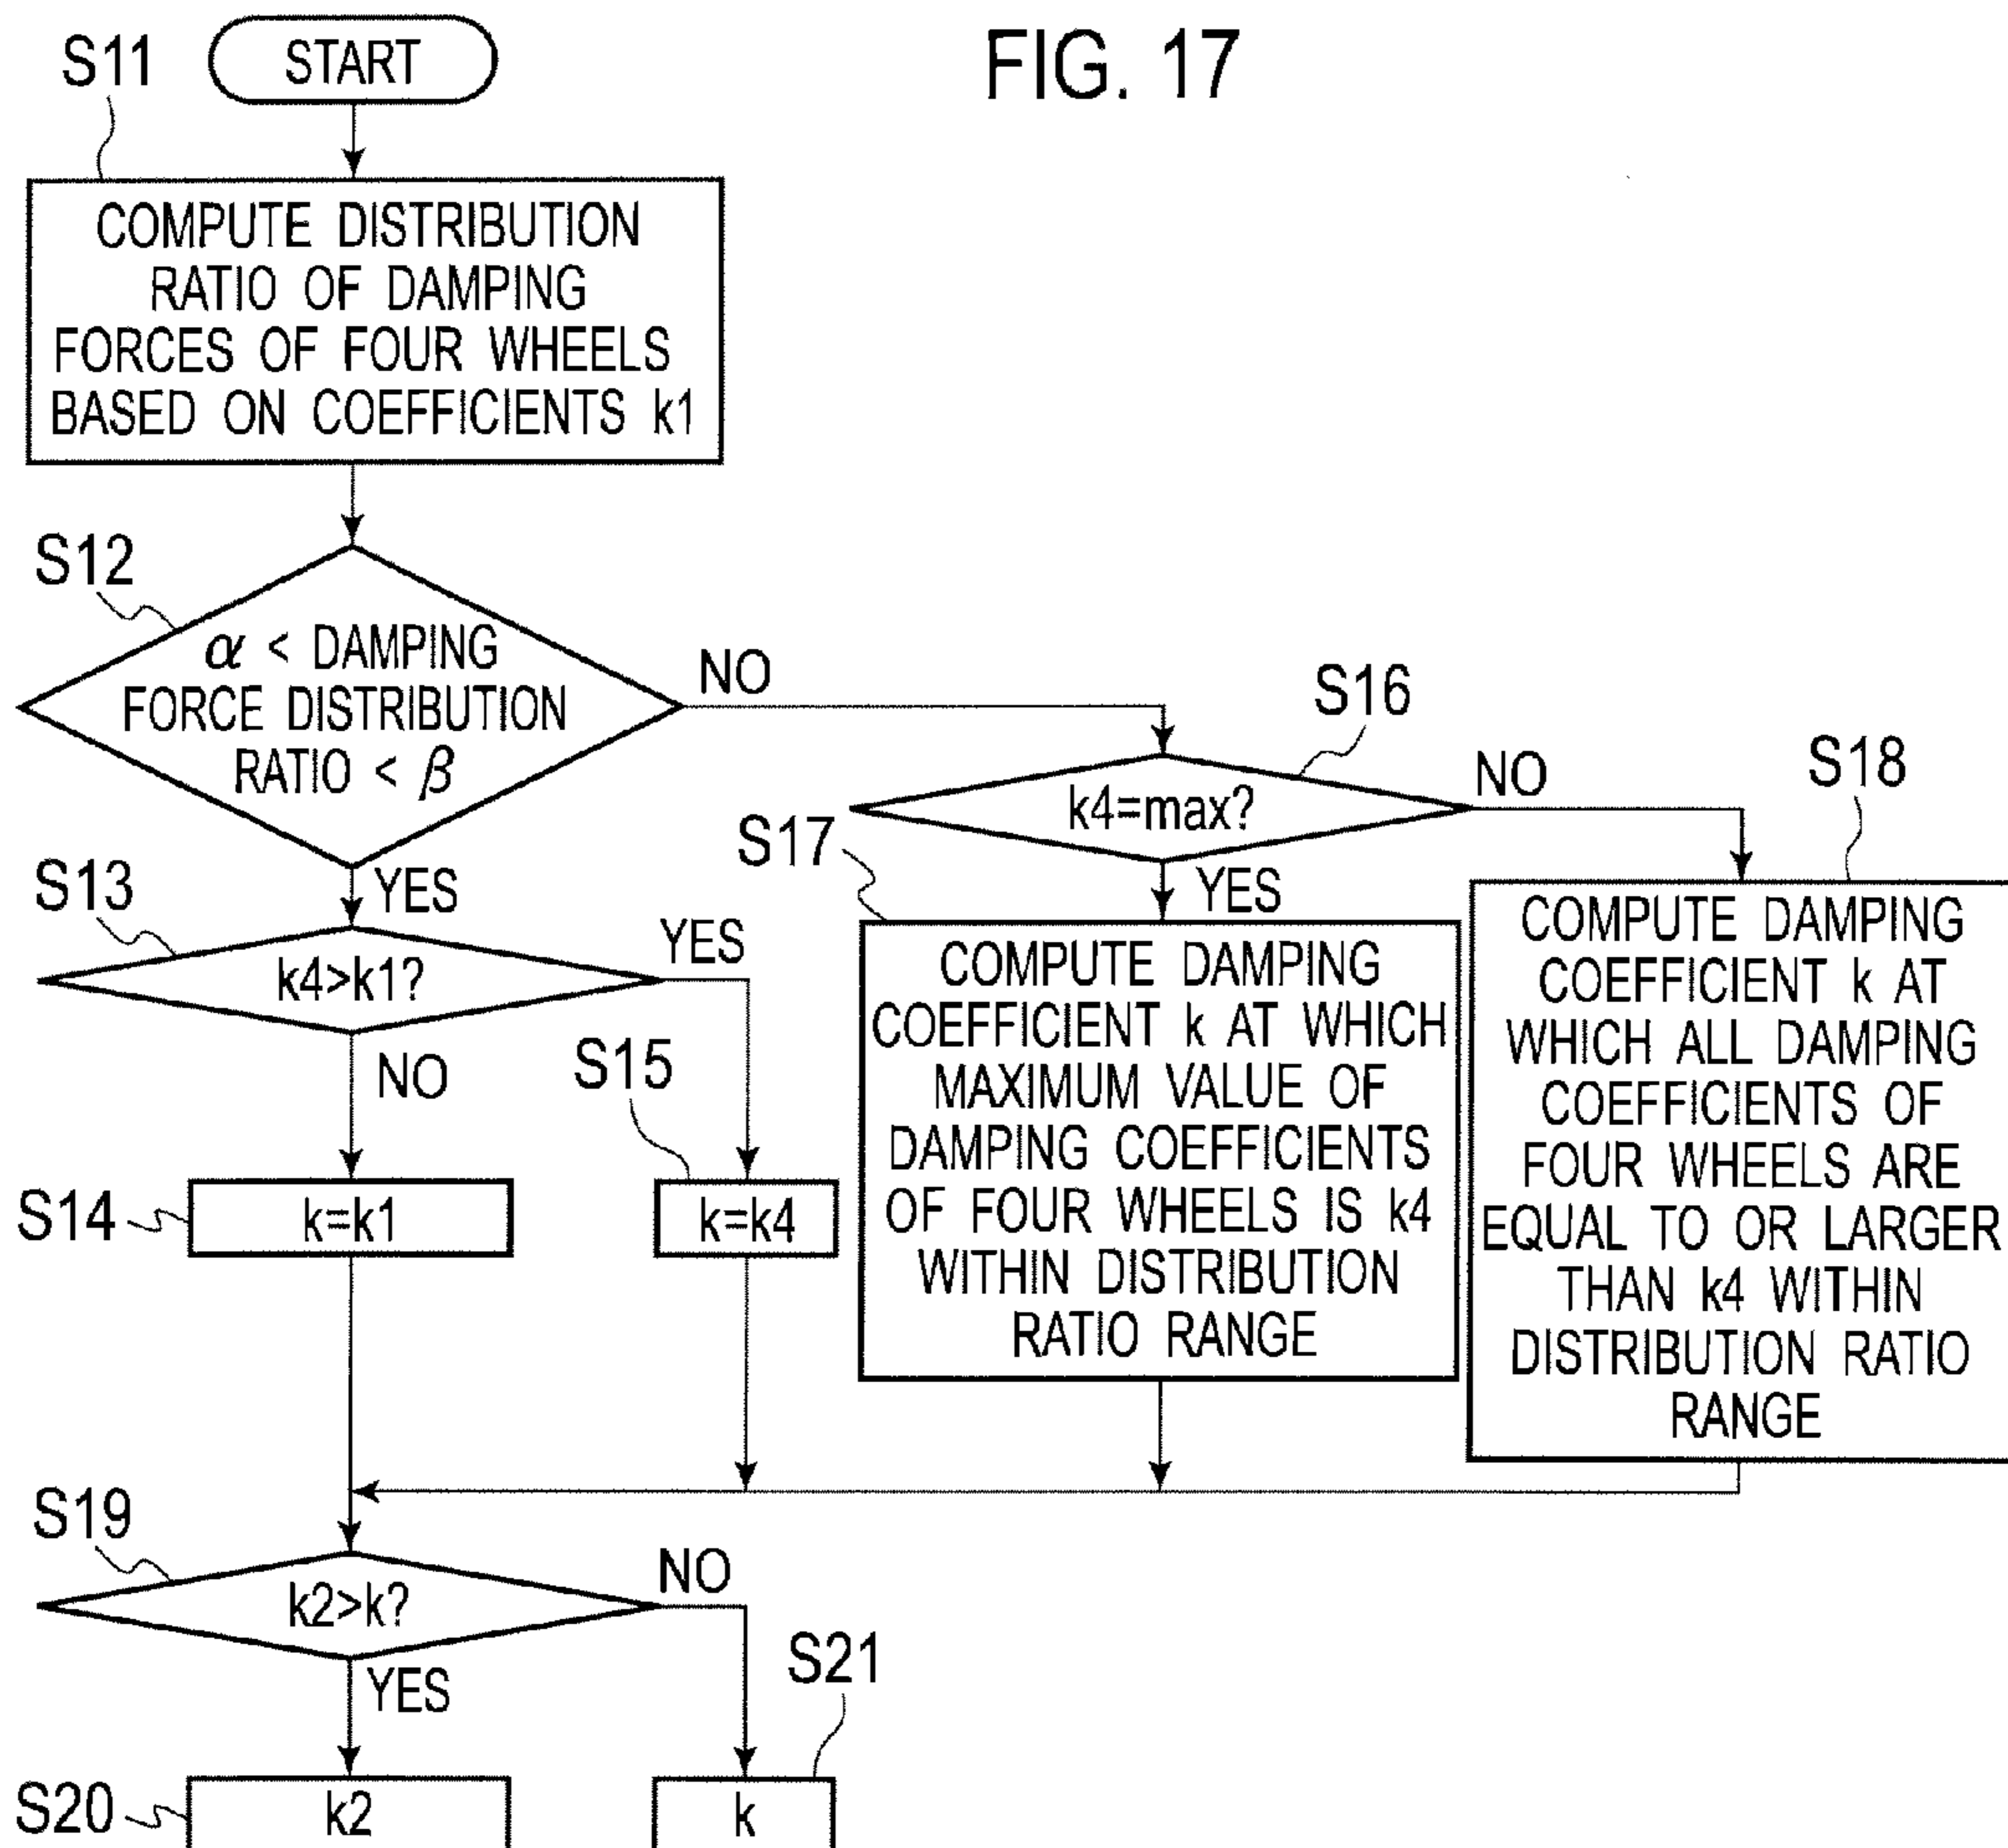 FIG. 17
S11
START
COMPUTE DISTRIBUTION
RATIO OF DAMPING
FORCES OF FOUR WHEELS
BASED ON COEFFICIENTS k1
S12
α < DAMPING
FORCE DISTRIBUTION
RATIO < β
NO
YES
S16
k4=max?
NO
YES
S13
k4>k1?
YES
NO
S14
k=k1
S15
k=k4
S17
COMPUTE DAMPING
COEFFICIENT k AT WHICH
MAXIMUM VALUE OF
DAMPING COEFFICIENTS
OF FOUR WHEELS IS k4
WITHIN DISTRIBUTION
RATIO RANGE
S18
COMPUTE DAMPING
COEFFICIENT k AT
WHICH ALL DAMPING
COEFFICIENTS OF
FOUR WHEELS ARE
EQUAL TO OR LARGER
THAN k4 WITHIN
DISTRIBUTION RATIO
RANGE
S19
k2>k?
NO
YES
S20
k2
S21
k